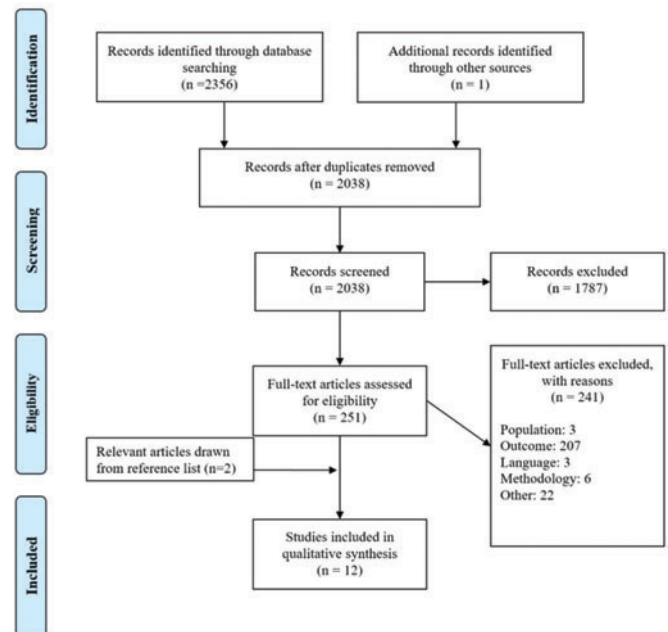 Identification
Records identified through database
searching
(n =2356)
Additional records identified
through other sources
(n = 1)
Records after duplicates removed
(n = 2038)
Screening
Records screened
(n = 2038)
Records excluded
(n = 1787)
Eligibility
Full-text articles assessed
for eligibility
(n = 251)
Full-text articles excluded,
with reasons
(n = 241)
Population: 3
Outcome: 207
Language: 3
Methodology: 6
Other: 22
Relevant articles drawn
from reference list (n=2)
Included
Studies included in
qualitative synthesis
(n = 12)